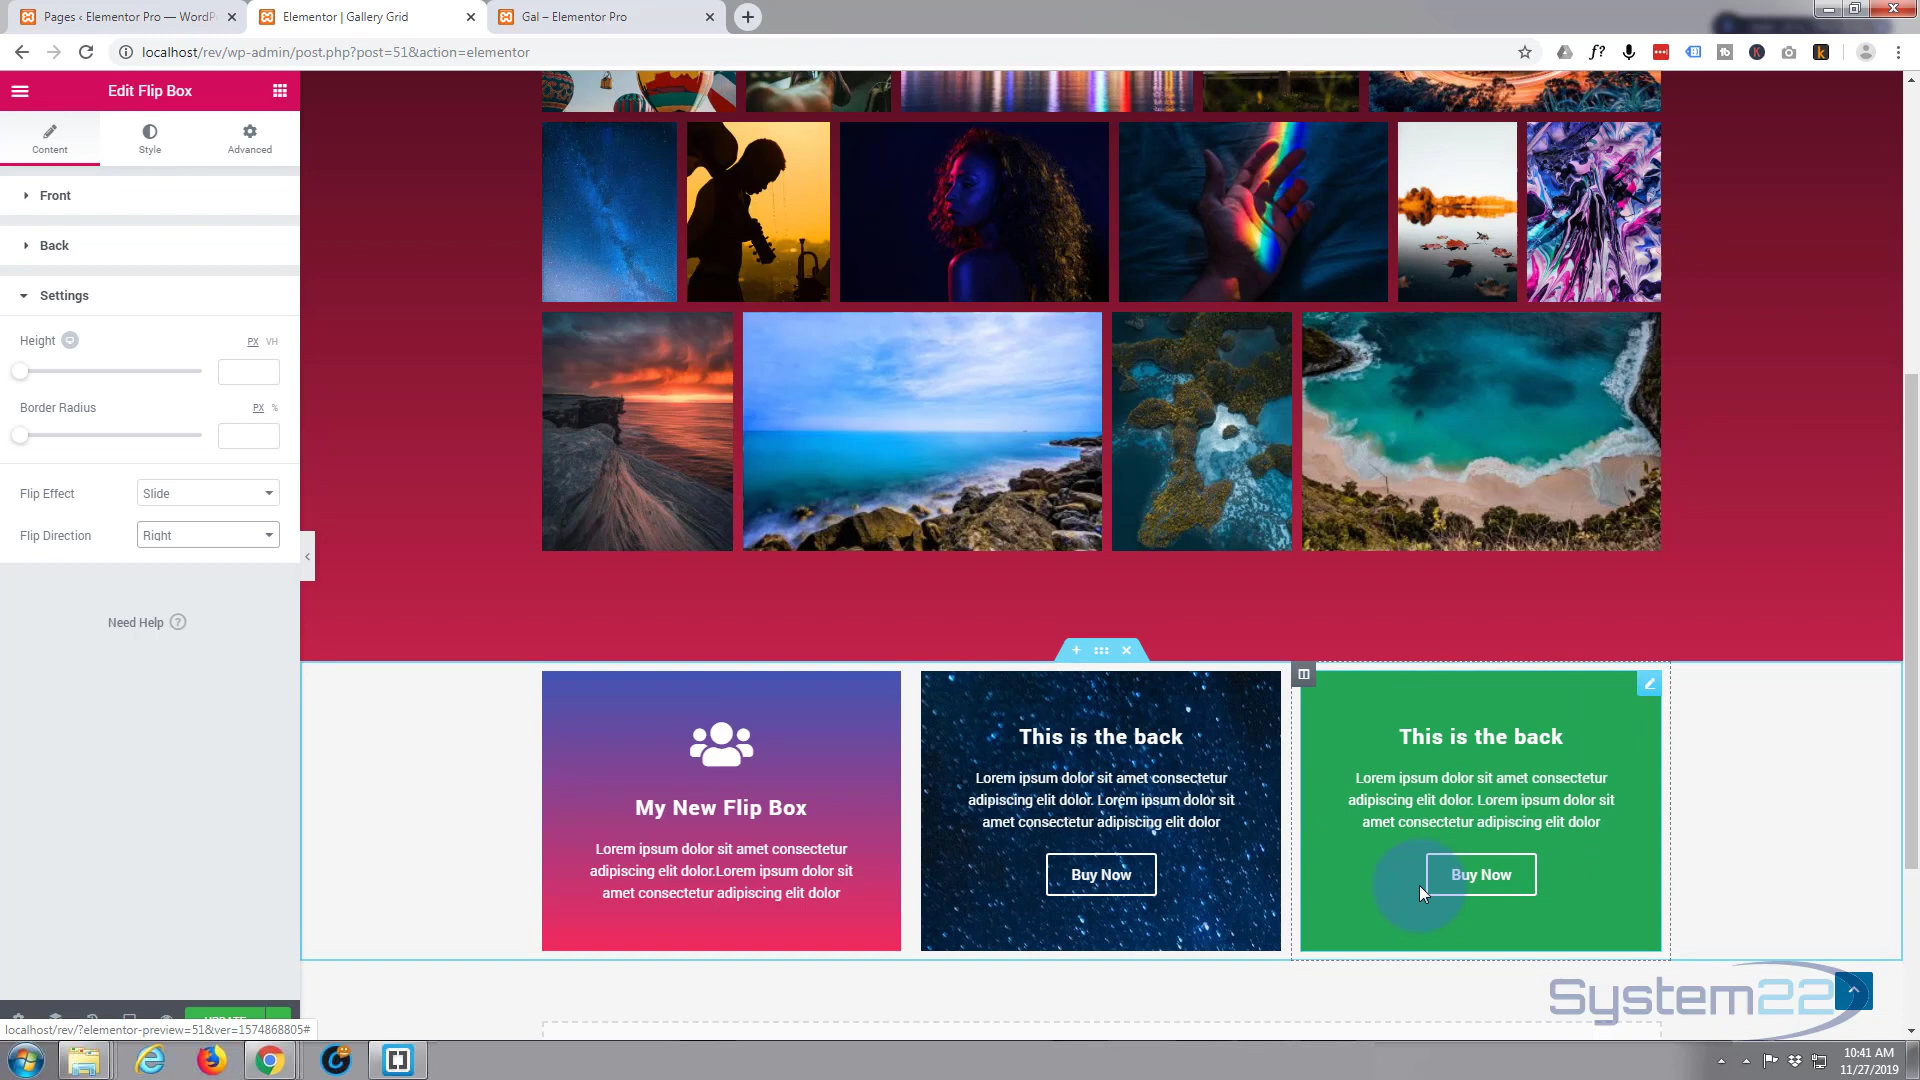 Pages ‹ Elementor Pro — WordP
Elementor | Gallery Grid
Gal – Elementor Pro
localhost/rev/wp-admin/post.php?post=51&action=elementor
Edit Flip Box
Content
Style
Advanced
Front
Back
Settings
Height
PX VH
Border Radius
PX %
Flip Effect
Slide
Flip Direction
Right
Need Help ?
My New Flip Box
Lorem ipsum dolor sit amet consectetur
adipiscing elit dolor.Lorem ipsum dolor sit
amet consectetur adipiscing elit dolor
This is the back
Lorem ipsum dolor sit amet consectetur
adipiscing elit dolor. Lorem ipsum dolor sit
amet consectetur adipiscing elit dolor
Buy Now
This is the back
Lorem ipsum dolor sit amet consectetur
adipiscing elit dolor. Lorem ipsum dolor sit
amet consectetur adipiscing elit dolor
Buy Now
System22
UPDATE
localhost/rev/?elementor-preview=51&ver=1574868805#
10:41 AM
11/27/2019